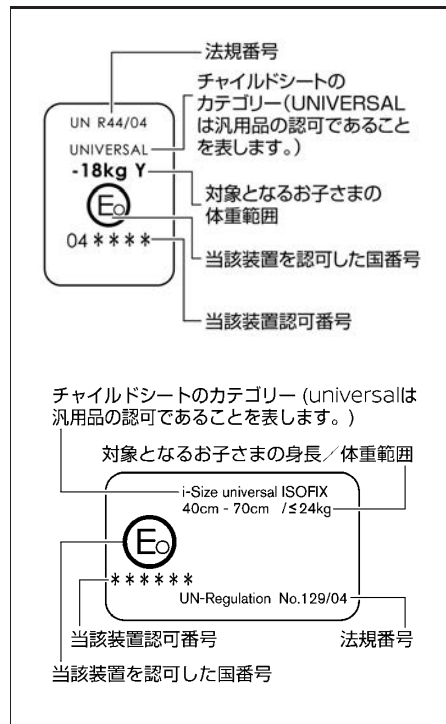 法規番号
チャイルドシートの
カテゴリー(UNIVERSAL
は汎用品の認可であること
を表します。)
UN R44/04
UNIVERSAL
-18kg Y
対象となるお子さまの
体重範囲
E○
当該装置を認可した国番号
04＊＊＊＊
当該装置認可番号
チャイルドシートのカテゴリー (universalは
汎用品の認可であることを表します。)
対象となるお子さまの身長／体重範囲
i-Size universal ISOFIX
40cm - 70cm /≤24kg
E○
＊＊＊＊＊＊
UN-Regulation No.129/04
当該装置認可番号
法規番号
当該装置を認可した国番号